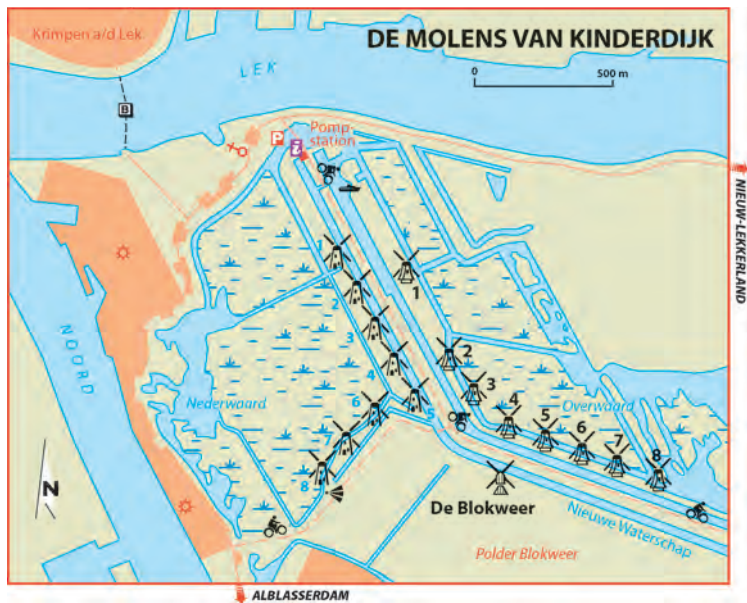 DE MOLENS VAN KINDERDIJK
Krimpen a/d Lek
LEK
0 500 m
B
P
i
Pomp-
station
NIEUW-LEKKERLAND
NOORD
Nederwaard
1
2
3
4
5
6
7
8
Overwaard
1
2
3
4
5
6
7
8
De Blokweer
Nieuwe Waterschap
Polder Blokweer
N
ALBLASSERDAM